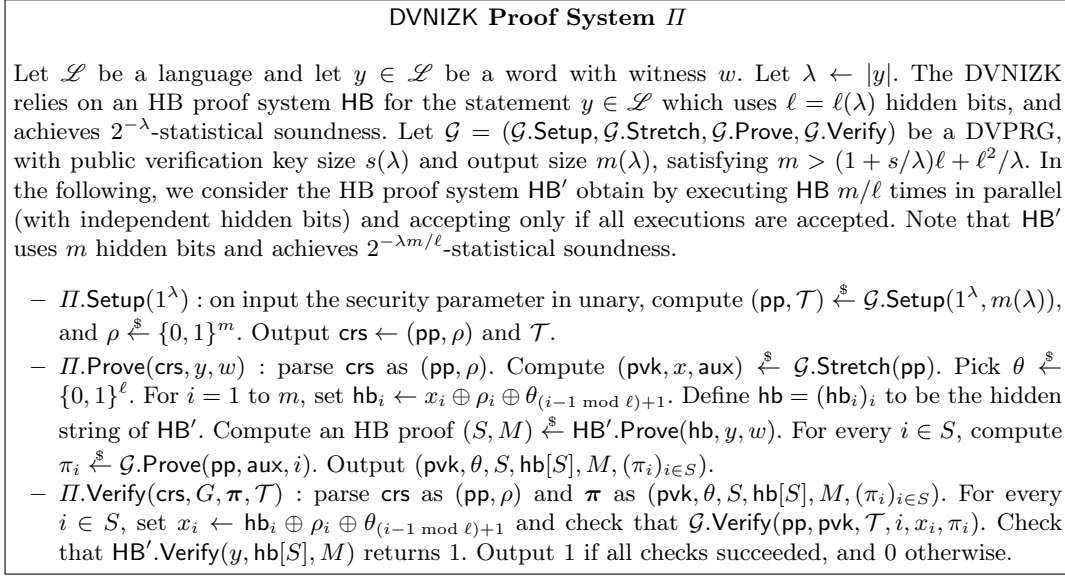 DVNIZK Proof System Π
Let ℒ be a language and let y ∈ ℒ be a word with witness w. Let λ ← |y|. The DVNIZK
relies on an HB proof system HB for the statement y ∈ ℒ which uses ℓ = ℓ(λ) hidden bits, and
achieves 2^{−λ}-statistical soundness. Let 𝒢 = (𝒢.Setup, 𝒢.Stretch, 𝒢.Prove, 𝒢.Verify) be a DVPRG,
with public verification key size s(λ) and output size m(λ), satisfying m > (1 + s/λ)ℓ + ℓ²/λ. In
the following, we consider the HB proof system HB′ obtain by executing HB m/ℓ times in parallel
(with independent hidden bits) and accepting only if all executions are accepted. Note that HB′
uses m hidden bits and achieves 2^{−λm/ℓ}-statistical soundness.
– Π.Setup(1^λ) : on input the security parameter in unary, compute (pp, 𝒯) ←$ 𝒢.Setup(1^λ, m(λ)),
and ρ ←$ {0, 1}^m. Output crs ← (pp, ρ) and 𝒯.
– Π.Prove(crs, y, w) : parse crs as (pp, ρ). Compute (pvk, x, aux) ←$ 𝒢.Stretch(pp). Pick θ ←$
{0, 1}^ℓ. For i = 1 to m, set hb_i ← x_i ⊕ ρ_i ⊕ θ_{(i−1 mod ℓ)+1}. Define hb = (hb_i)_i to be the hidden
string of HB′. Compute an HB proof (S, M) ←$ HB′.Prove(hb, y, w). For every i ∈ S, compute
π_i ←$ 𝒢.Prove(pp, aux, i). Output (pvk, θ, S, hb[S], M, (π_i)_{i∈S}).
– Π.Verify(crs, G, π, 𝒯) : parse crs as (pp, ρ) and π as (pvk, θ, S, hb[S], M, (π_i)_{i∈S}). For every
i ∈ S, set x_i ← hb_i ⊕ ρ_i ⊕ θ_{(i−1 mod ℓ)+1} and check that 𝒢.Verify(pp, pvk, 𝒯, i, x_i, π_i). Check
that HB′.Verify(y, hb[S], M) returns 1. Output 1 if all checks succeeded, and 0 otherwise.